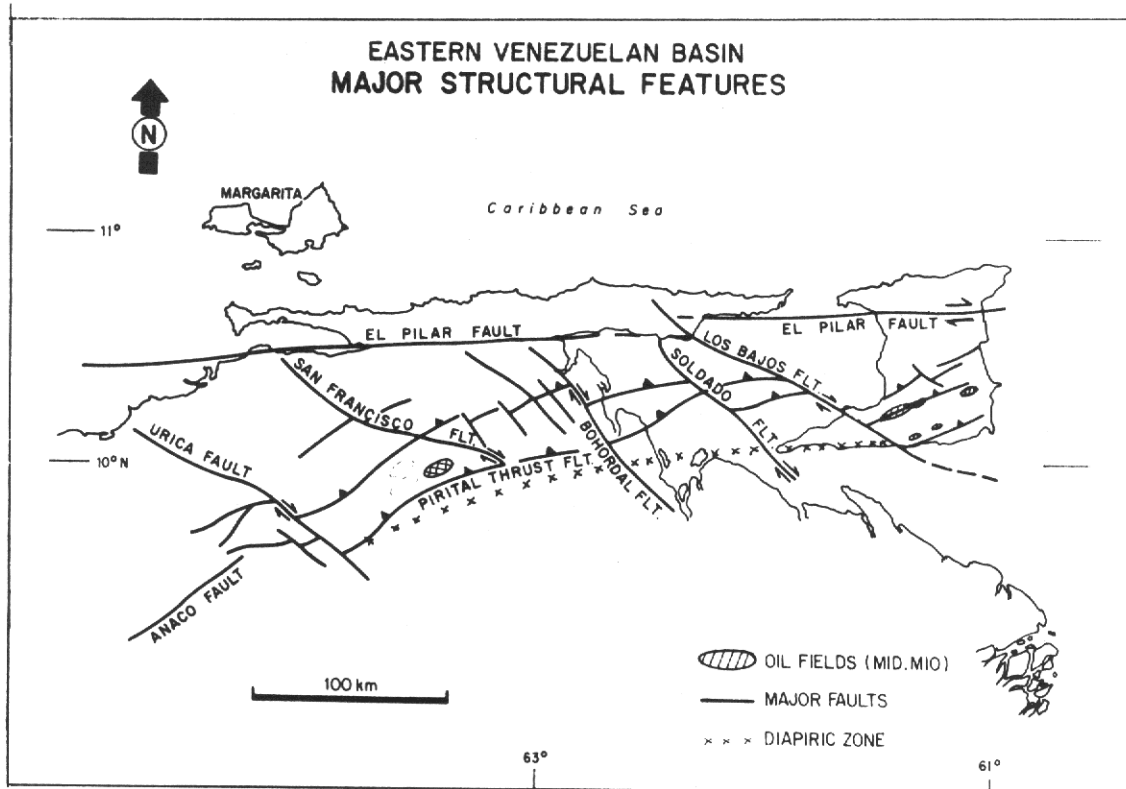 EASTERN VENEZUELAN BASIN
MAJOR STRUCTURAL FEATURES
N
MARGARITA
Caribbean Sea
11°
EL PILAR FAULT
EL PILAR FAULT
LOS BAJOS FLT.
SOLDADO FLT.
SAN FRANCISCO FLT.
URICA FAULT
10° N
BOHORDAL FLT.
PIRITAL THRUST FLT.
ANACO FAULT
OIL FIELDS (MID.MIO)
100 km
MAJOR FAULTS
x x x DIAPIRIC ZONE
63°
61°